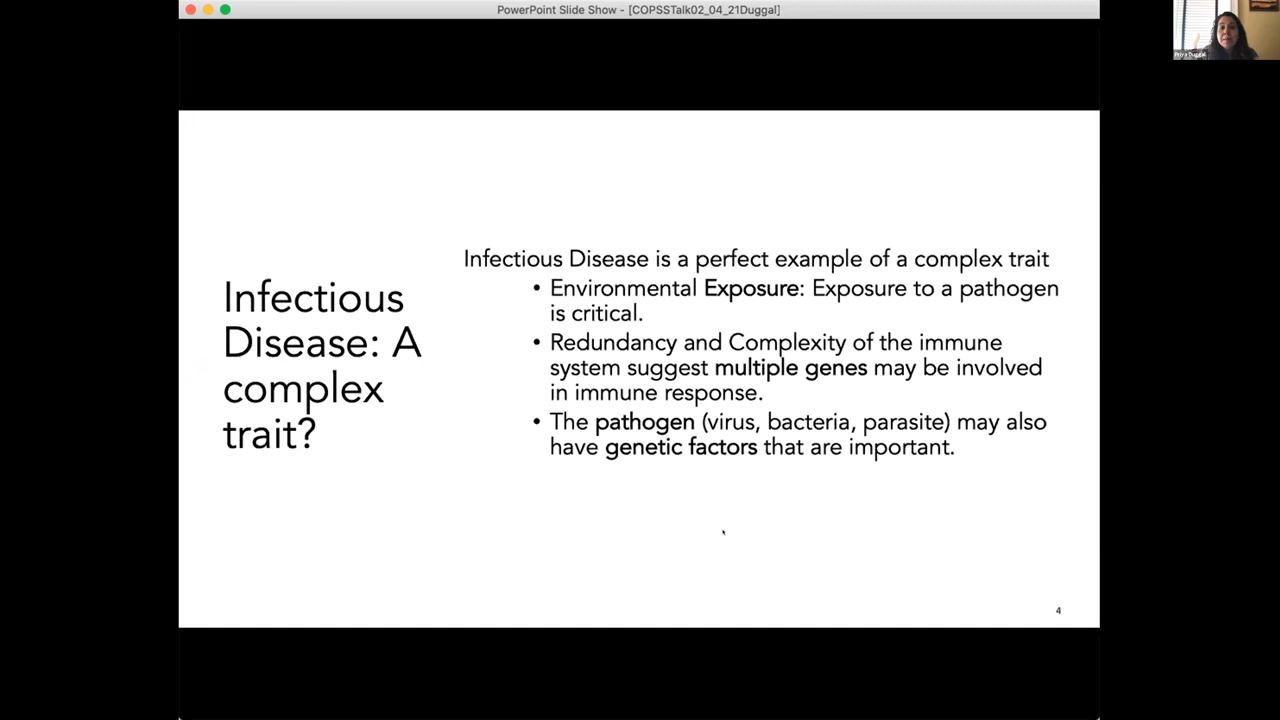 PowerPoint Slide Show - [COPSSTalk02_04_21Duggal]
Priya Duggal
Infectious
Disease: A
complex
trait?
Infectious Disease is a perfect example of a complex trait
• Environmental Exposure: Exposure to a pathogen
is critical.
• Redundancy and Complexity of the immune
system suggest multiple genes may be involved
in immune response.
• The pathogen (virus, bacteria, parasite) may also
have genetic factors that are important.
4